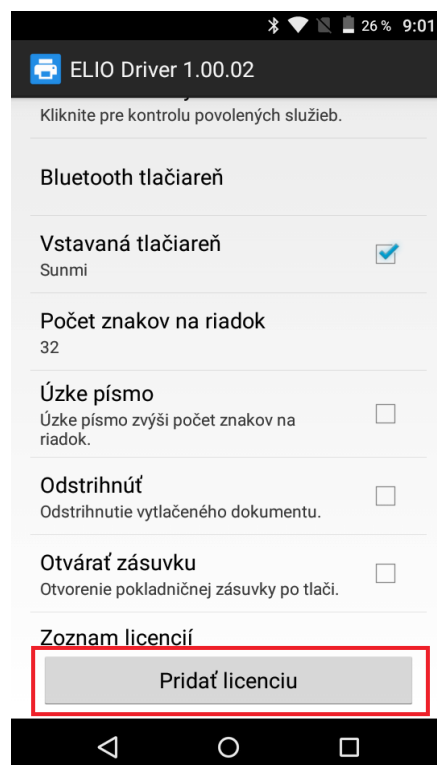 26 % 9:01
ELIO Driver 1.00.02
Kliknite pre kontrolu povolených služieb.
Bluetooth tlačiareň
Vstavaná tlačiareň
Sunmi
Počet znakov na riadok
32
Úzke písmo
Úzke písmo zvýši počet znakov na
riadok.
Odstrihnúť
Odstrihnutie vytlačeného dokumentu.
Otvárať zásuvku
Otvorenie pokladničnej zásuvky po tlači.
Zoznam licencií
Pridať licenciu